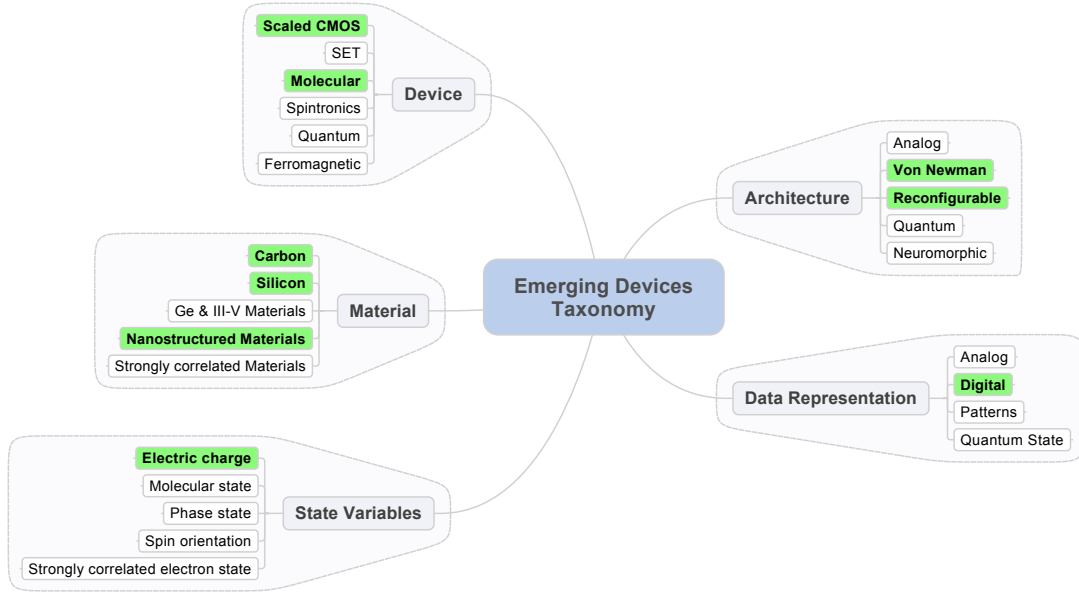 Emerging Devices
Taxonomy
Device
Scaled CMOS
SET
Molecular
Spintronics
Quantum
Ferromagnetic
Material
Carbon
Silicon
Ge & III-V Materials
Nanostructured Materials
Strongly correlated Materials
State Variables
Electric charge
Molecular state
Phase state
Spin orientation
Strongly correlated electron state
Architecture
Analog
Von Newman
Reconfigurable
Quantum
Neuromorphic
Data Representation
Analog
Digital
Patterns
Quantum State